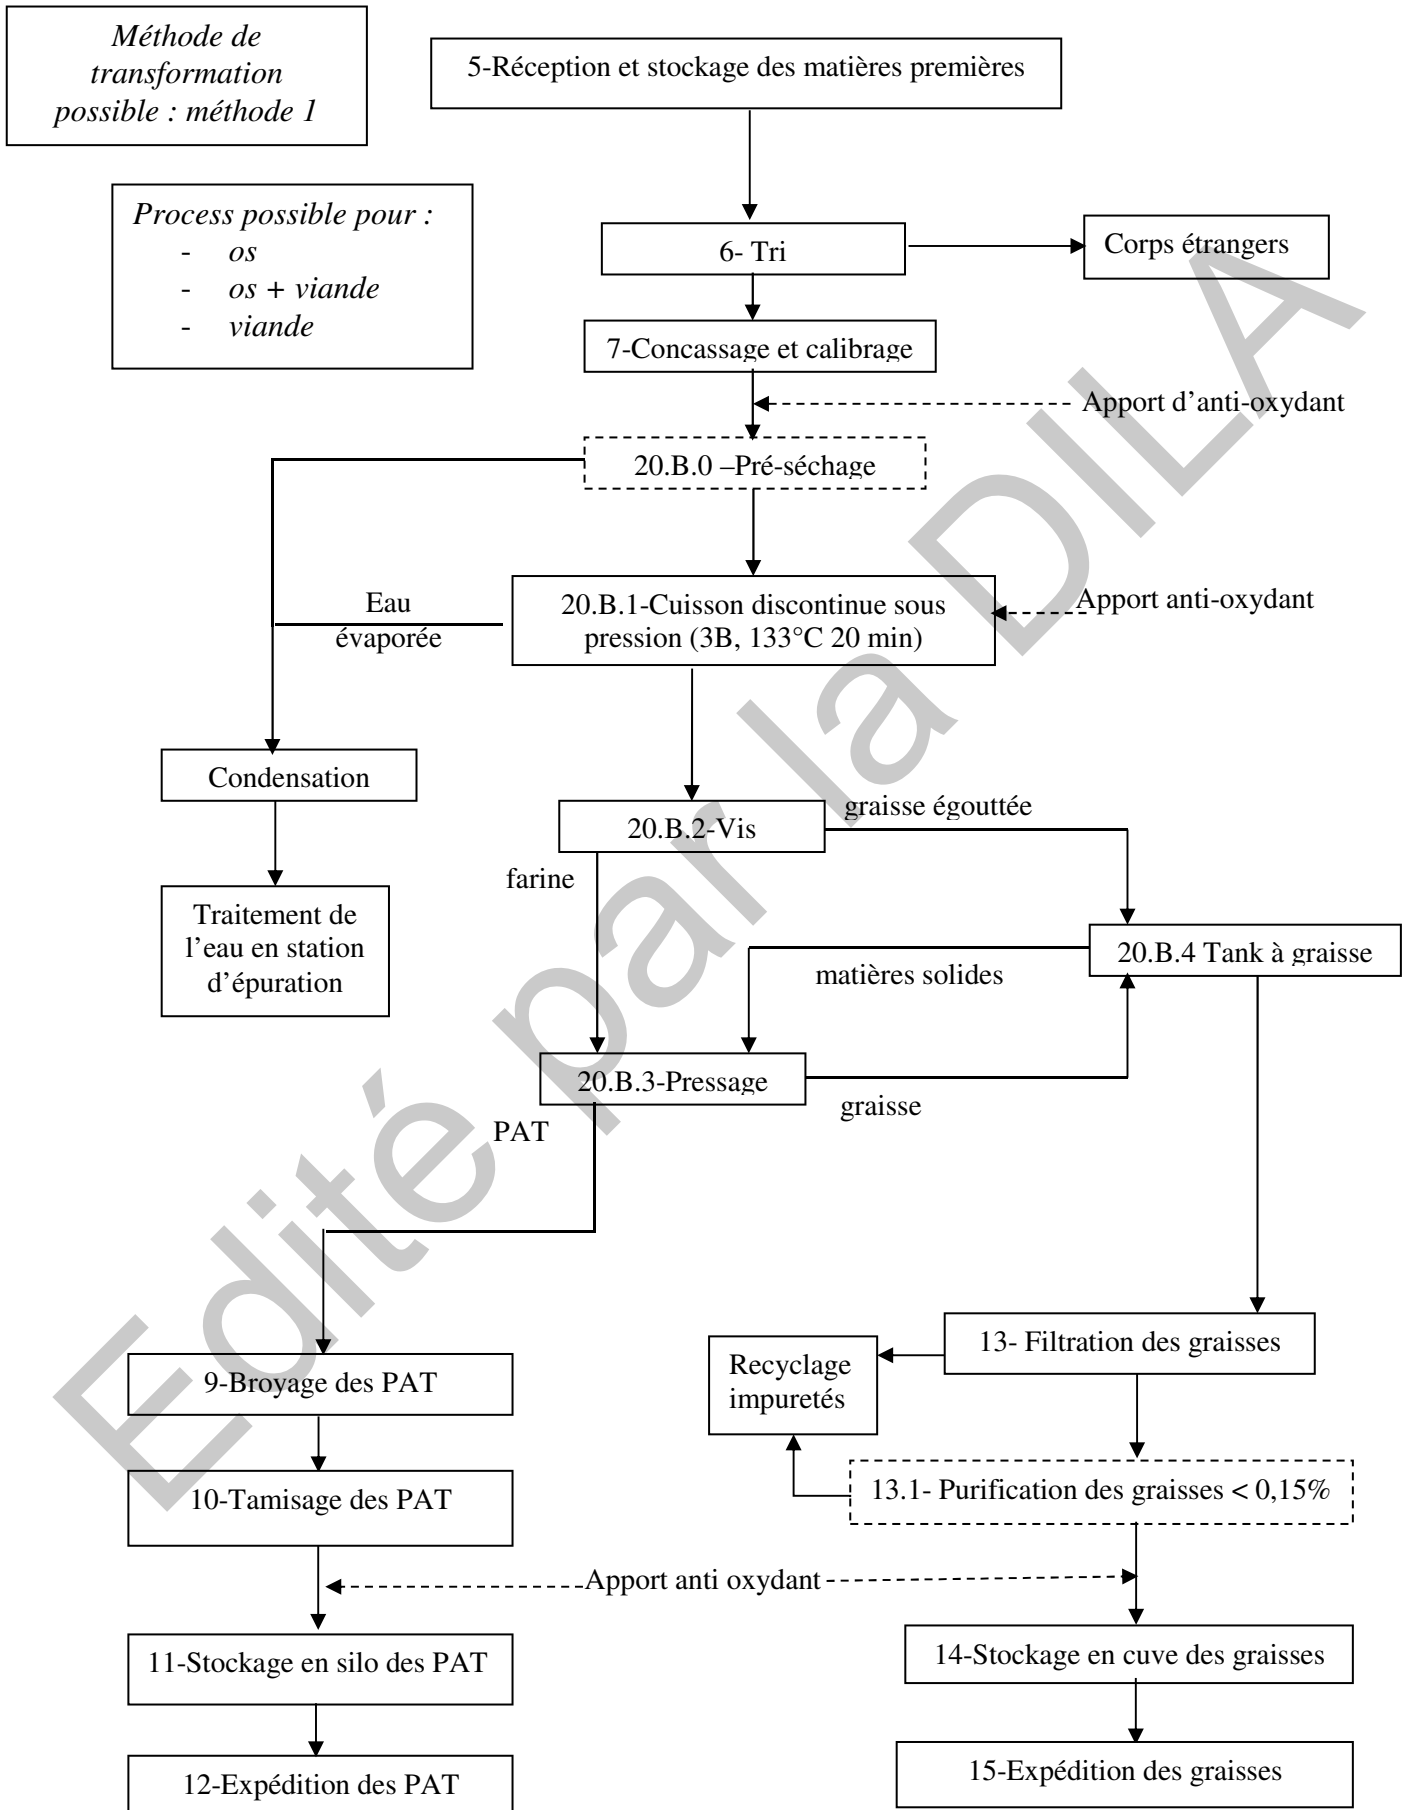 Méthode de
transformation
possible : méthode 1
5-Réception et stockage des matières premières
Process possible pour :
- os
- os + viande
- viande
6- Tri
Corps étrangers
7-Concassage et calibrage
Apport d’anti-oxydant
20.B.0 –Pré-séchage
Eau
évaporée
20.B.1-Cuisson discontinue sous
pression (3B, 133°C 20 min)
Apport anti-oxydant
Condensation
20.B.2-Vis
graisse égouttée
farine
Traitement de
l’eau en station
d’épuration
20.B.4 Tank à graisse
matières solides
20.B.3-Pressage
graisse
PAT
13- Filtration des graisses
Recyclage
impuretés
9-Broyage des PAT
13.1- Purification des graisses < 0,15%
10-Tamisage des PAT
Apport anti oxydant
11-Stockage en silo des PAT
14-Stockage en cuve des graisses
12-Expédition des PAT
15-Expédition des graisses
Edité par la DILA